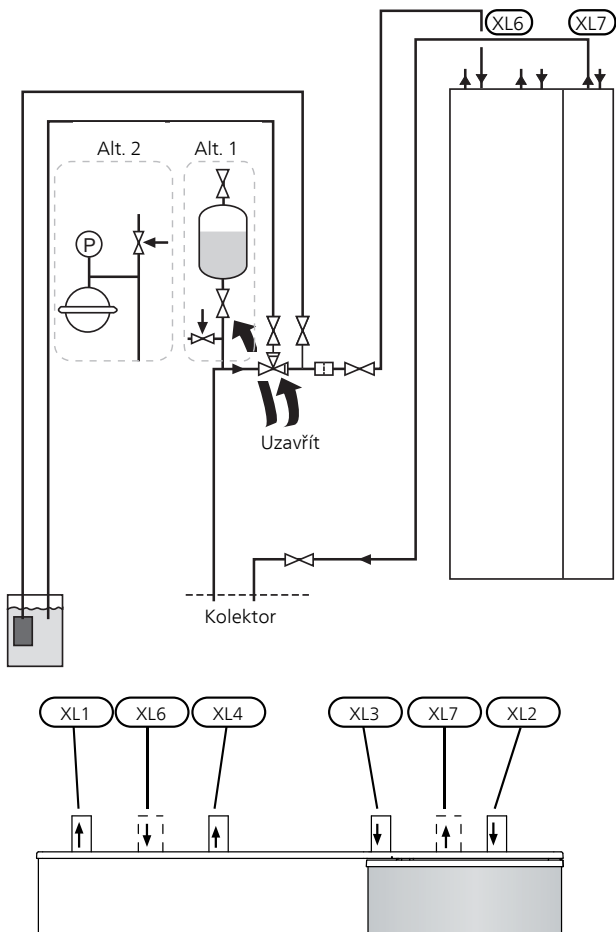 XL6 XL7
Alt. 2 Alt. 1
P
Uzavřít
Kolektor
XL1 XL6 XL4 XL3 XL7 XL2